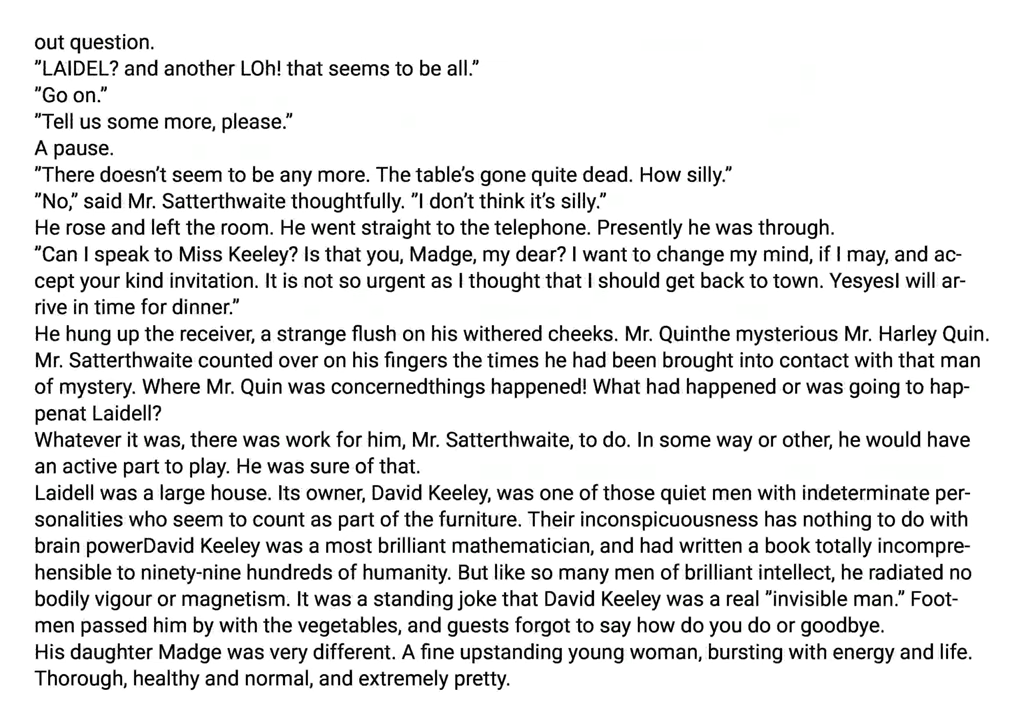 out question.
"LAIDEL? and another LOh! that seems to be all."
"Go on."
"Tell us some more, please."
A pause.
"There doesn't seem to be any more. The table's gone quite dead. How silly."
"No," said Mr. Satterthwaite thoughtfully. "I don't think it's silly."
He rose and left the room. He went straight to the telephone. Presently he was through.
"Can I speak to Miss Keeley? Is that you, Madge, my dear? I want to change my mind, if I may, and ac-
cept your kind invitation. It is not so urgent as I thought that I should get back to town. YesyesI will ar-
rive in time for dinner."
He hung up the receiver, a strange flush on his withered cheeks. Mr. Quinthe mysterious Mr. Harley Quin.
Mr. Satterthwaite counted over on his fingers the times he had been brought into contact with that man
of mystery. Where Mr. Quin was concernedthings happened! What had happened or was going to hap-
penat Laidell?
Whatever it was, there was work for him, Mr. Satterthwaite, to do. In some way or other, he would have
an active part to play. He was sure of that.
Laidell was a large house. Its owner, David Keeley, was one of those quiet men with indeterminate per-
sonalities who seem to count as part of the furniture. Their inconspicuousness has nothing to do with
brain powerDavid Keeley was a most brilliant mathematician, and had written a book totally incompre-
hensible to ninety-nine hundreds of humanity. But like so many men of brilliant intellect, he radiated no
bodily vigour or magnetism. It was a standing joke that David Keeley was a real "invisible man." Foot-
men passed him by with the vegetables, and guests forgot to say how do you do or goodbye.
His daughter Madge was very different. A fine upstanding young woman, bursting with energy and life.
Thorough, healthy and normal, and extremely pretty.